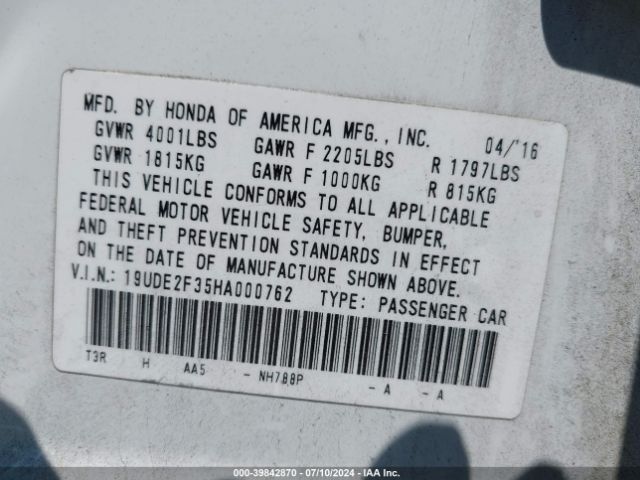 MFD. BY HONDA OF AMERICA MFG., INC. 04/'16
GVWR 4001LBS GAWR F 2205LBS R 1797LBS
GVWR 1815KG GAWR F 1000KG R 815KG
THIS VEHICLE CONFORMS TO ALL APPLICABLE
FEDERAL MOTOR VEHICLE SAFETY, BUMPER,
AND THEFT PREVENTION STANDARDS IN EFFECT
ON THE DATE OF MANUFACTURE SHOWN ABOVE.
V.I.N.: 19UDE2F35HA000762 TYPE: PASSENGER CAR
T3R H AA5 - NH788P - A - A
000-39842870 - 07/10/2024 - IAA Inc.